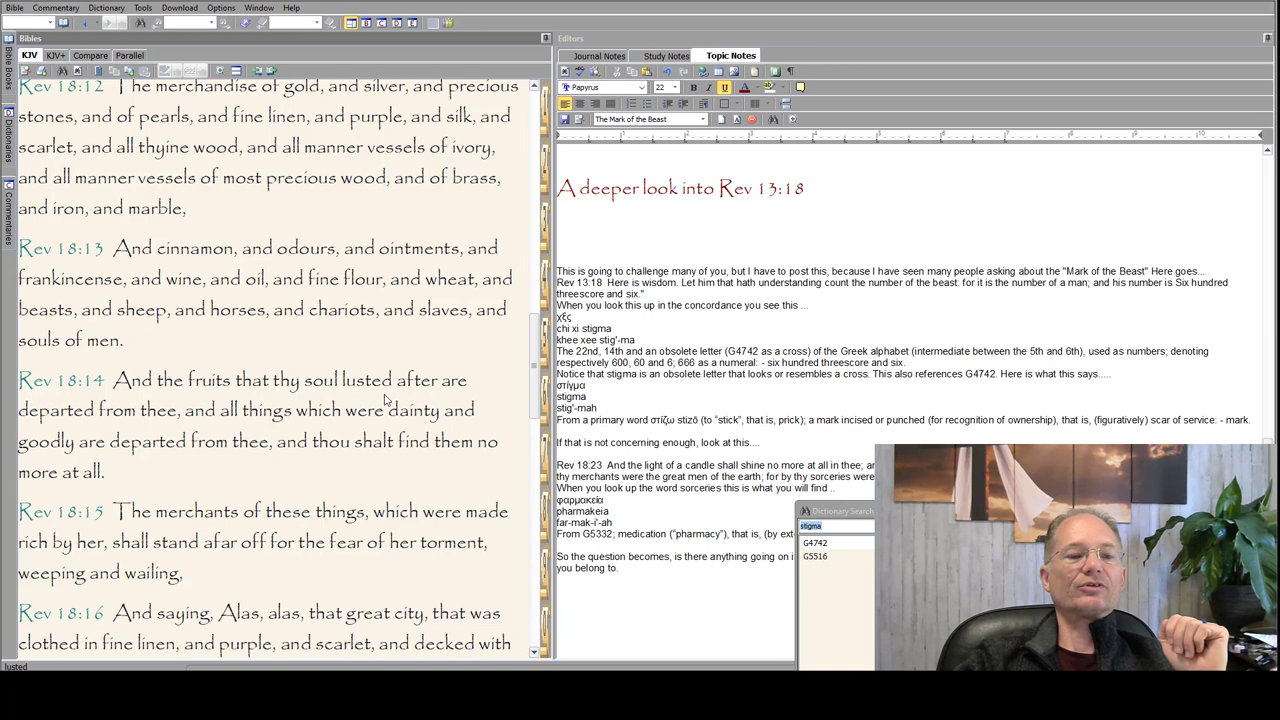 Bible Commentary Dictionary Tools Download Options Window Help
B C D E
Bibles
KJV KJV+ Compare Parallel
Bible Books
Dictionaries
Commentaries
Rev 18:12 The merchandise of gold, and silver, and precious
stones, and of pearls, and fine linen, and purple, and silk, and
scarlet, and all thyine wood, and all manner vessels of ivory,
and all manner vessels of most precious wood, and of brass,
and iron, and marble,
Rev 18:13 And cinnamon, and odours, and ointments, and
frankincense, and wine, and oil, and fine flour, and wheat, and
beasts, and sheep, and horses, and chariots, and slaves, and
souls of men.
Rev 18:14 And the fruits that thy soul lusted after are
departed from thee, and all things which were dainty and
goodly are departed from thee, and thou shalt find them no
more at all.
Rev 18:15 The merchants of these things, which were made
rich by her, shall stand afar off for the fear of her torment,
weeping and wailing,
Rev 18:16 And saying, Alas, alas, that great city, that was
clothed in fine linen, and purple, and scarlet, and decked with
lusted
Editors
Journal Notes Study Notes Topic Notes
Papyrus 22 B I U A
The Mark of the Beast
1 2 3 4 5 6 7 8 9 10
A deeper look into Rev 13:18
This is going to challenge many of you, but I have to post this, because I have seen many people asking about the "Mark of the Beast" Here goes...
Rev 13:18 Here is wisdom. Let him that hath understanding count the number of the beast: for it is the number of a man; and his number is Six hundred
threescore and six."
When you look this up in the concordance you see this ...
χξς
chi xi stigma
khee xee stig'-ma
The 22nd, 14th and an obsolete letter (G4742 as a cross) of the Greek alphabet (intermediate between the 5th and 6th), used as numbers; denoting
respectively 600, 60 and 6; 666 as a numeral: - six hundred threescore and six.
Notice that stigma is an obsolete letter that looks or resembles a cross. This also references G4742. Here is what this says.....
στίγμα
stigma
stig'-mah
From a primary word στίζω stizō (to "stick", that is, prick); a mark incised or punched (for recognition of ownership), that is, (figuratively) scar of service: - mark.
If that is not concerning enough, look at this....
Rev 18:23 And the light of a candle shall shine no more at all in thee;
thy merchants were the great men of the earth; for by thy sorceries were
When you look up the word sorceries this is what you will find ..
φαρμακεία
pharmakeia
far-mak-i'-ah
From G5332; medication ("pharmacy"), that is, (by
So the question becomes, is there anything going on
you belong to.
Dictionary Search
stigma
G4742
G5516